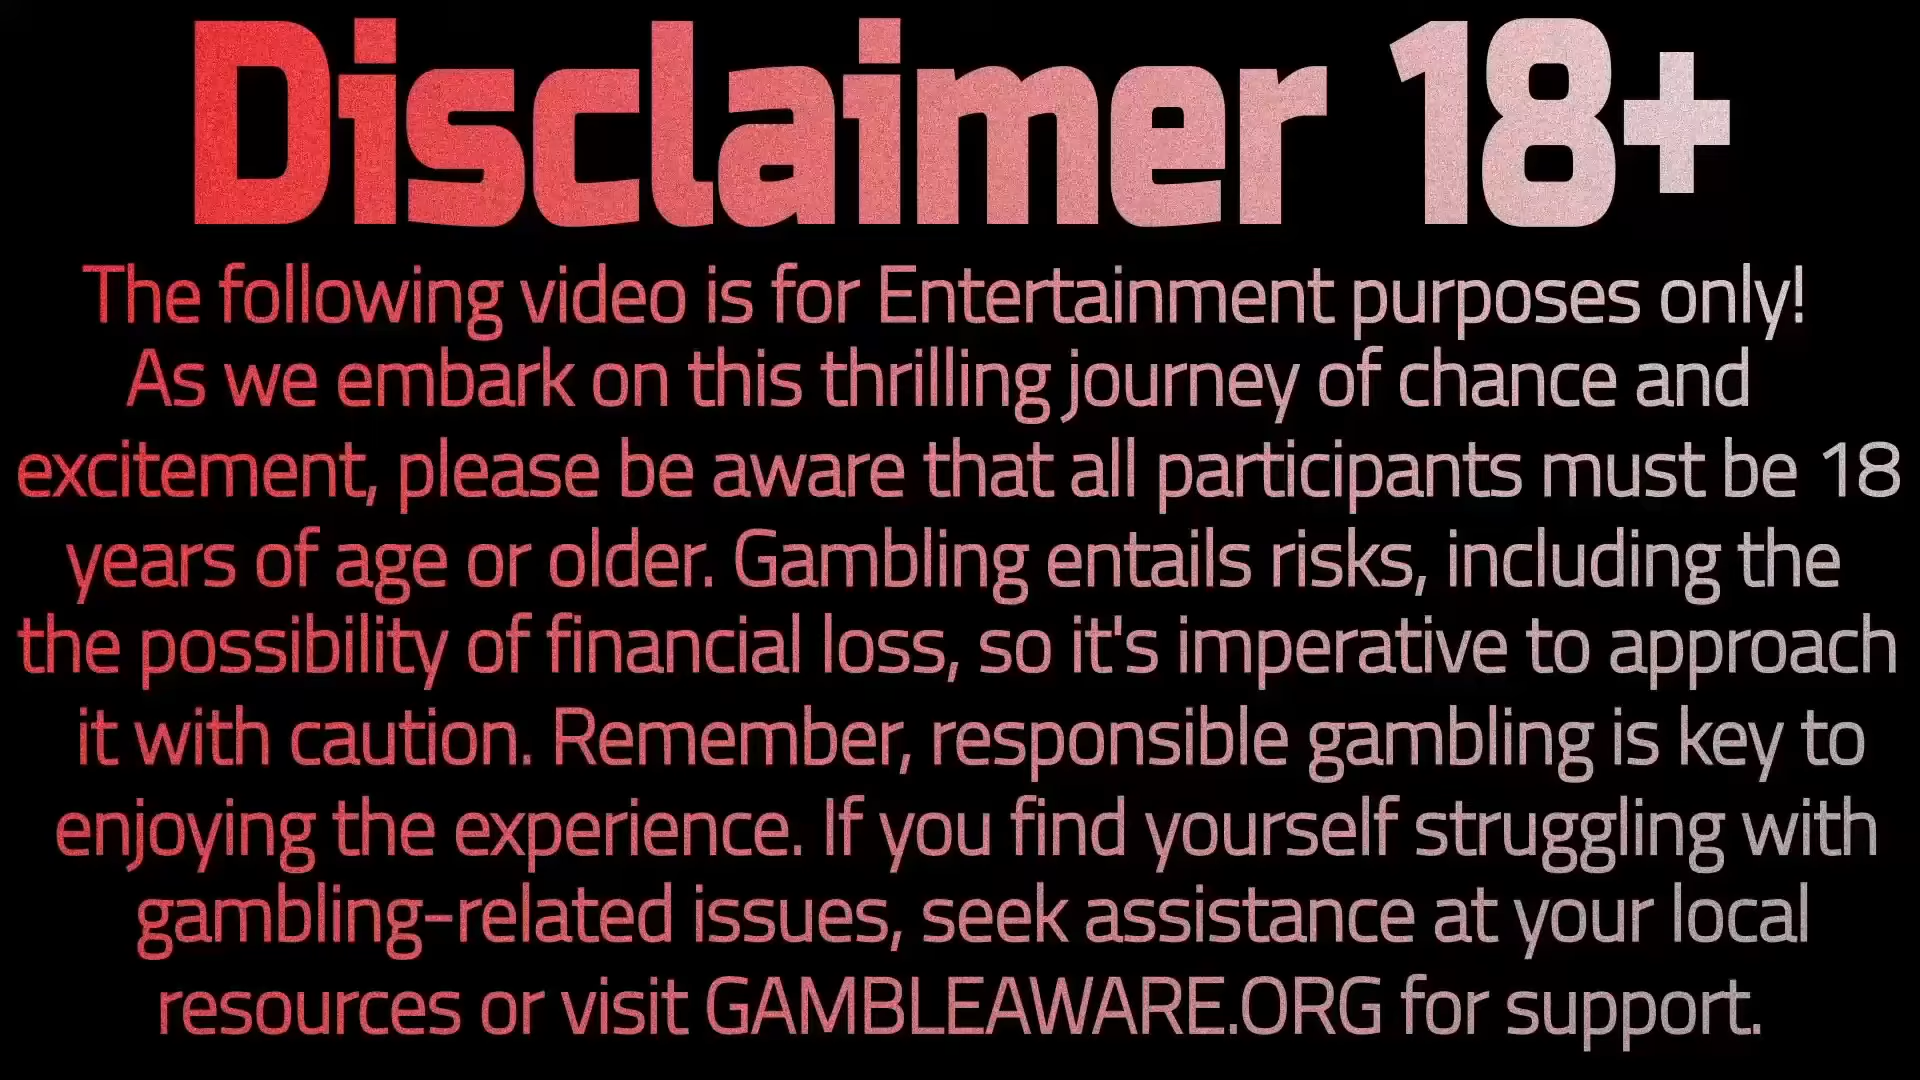 Disclaimer 18+
The following video is for Entertainment purposes only!
As we embark on this thrilling journey of chance and
excitement, please be aware that all participants must be 18
years of age or older. Gambling entails risks, including the
the possibility of financial loss, so it's imperative to approach
it with caution. Remember, responsible gambling is key to
enjoying the experience. If you find yourself struggling with
gambling-related issues, seek assistance at your local
resources or visit GAMBLEAWARE.ORG for support.